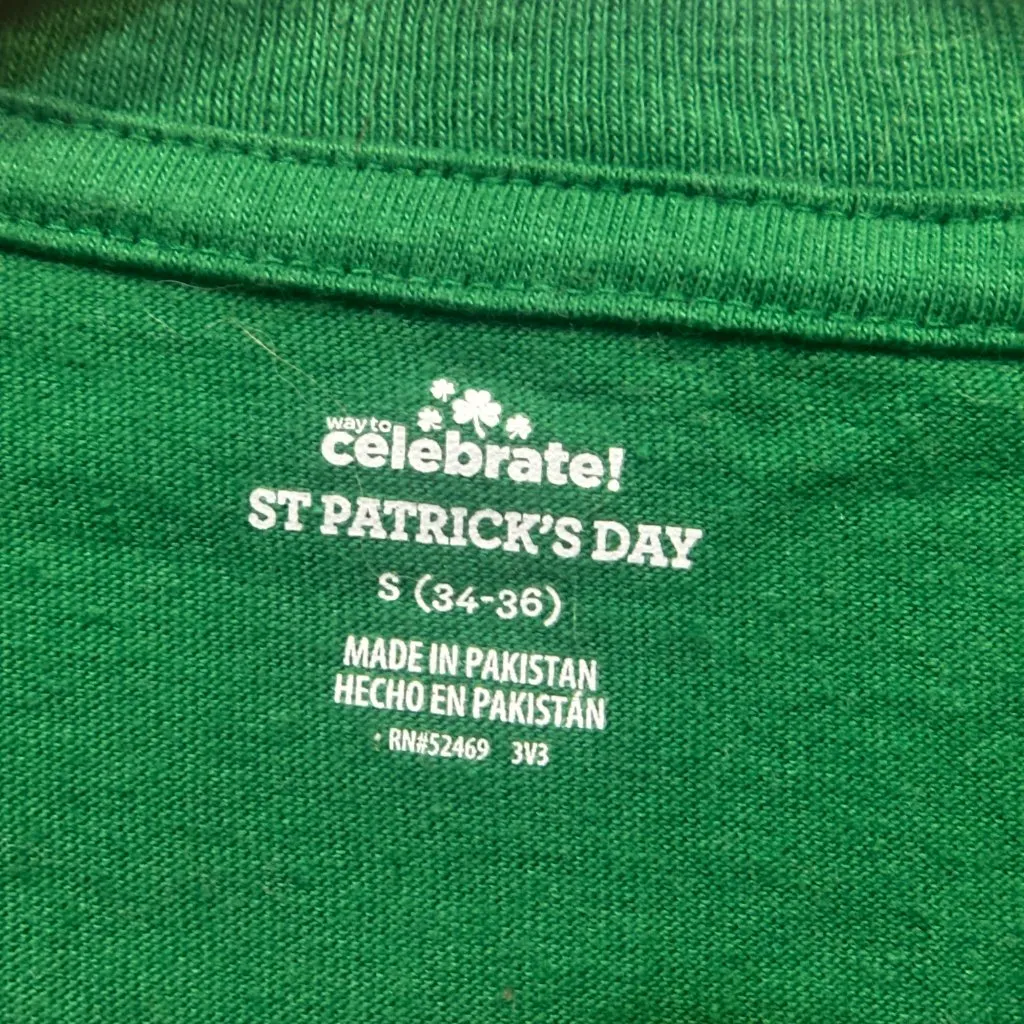 way to
celebrate!
ST PATRICK'S DAY
S (34-36)
MADE IN PAKISTAN
HECHO EN PAKISTÁN
RN#52469 3V3